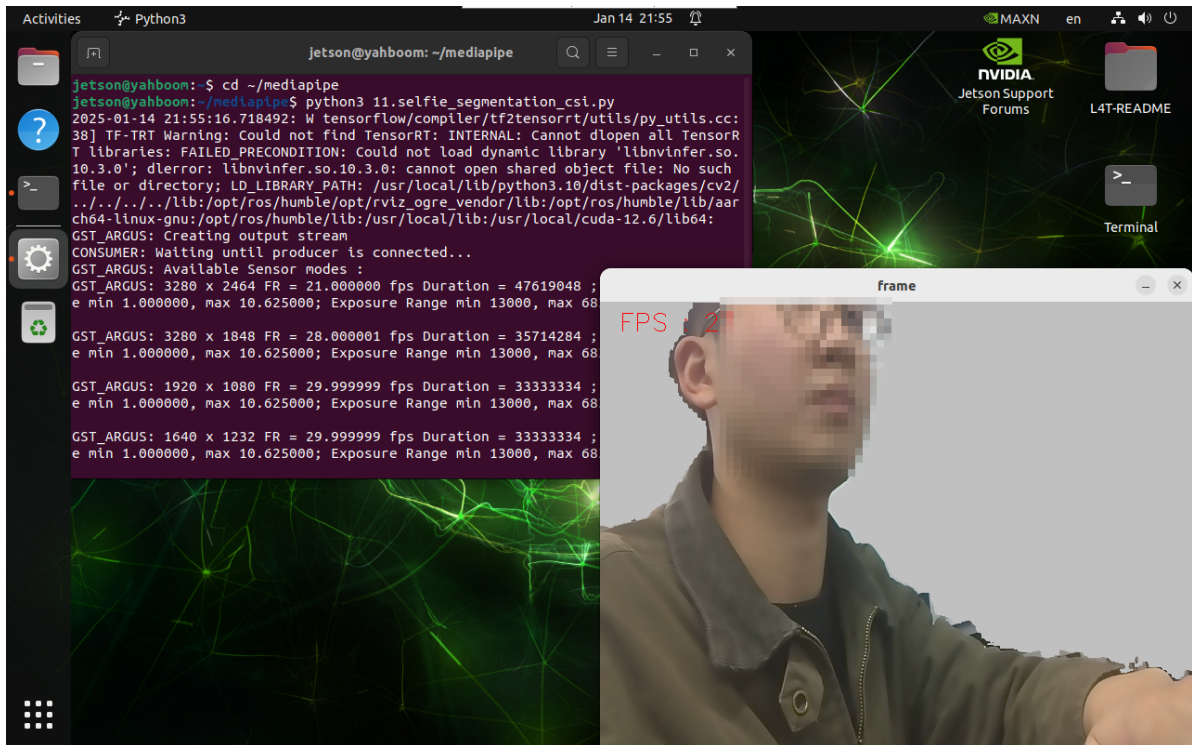 Activities
Python3
Jan 14 21:55
MAXN
en
jetson@yahboom: ~/mediapipe
jetson@yahboom:~$ cd ~/mediapipe
jetson@yahboom:~/mediapipe$ python3 11.selfie_segmentation_csi.py
2025-01-14 21:55:16.718492: W tensorflow/compiler/tf2tensorrt/utils/py_utils.cc:
38] TF-TRT Warning: Could not find TensorRT: INTERNAL: Cannot dlopen all TensorR
T libraries: FAILED_PRECONDITION: Could not load dynamic library 'libnvinfer.so.
10.3.0'; dlerror: libnvinfer.so.10.3.0: cannot open shared object file: No such
file or directory; LD_LIBRARY_PATH: /usr/local/lib/python3.10/dist-packages/cv2/
../../../../lib:/opt/ros/humble/opt/rviz_ogre_vendor/lib:/opt/ros/humble/lib/aar
ch64-linux-gnu:/opt/ros/humble/lib:/usr/local/lib:/usr/local/cuda-12.6/lib64:
GST_ARGUS: Creating output stream
CONSUMER: Waiting until producer is connected...
GST_ARGUS: Available Sensor modes :
GST_ARGUS: 3280 x 2464 FR = 21.000000 fps Duration = 47619048 ;
e min 1.000000, max 10.625000; Exposure Range min 13000, max 68
GST_ARGUS: 3280 x 1848 FR = 28.000001 fps Duration = 35714284 ;
e min 1.000000, max 10.625000; Exposure Range min 13000, max 68
GST_ARGUS: 1920 x 1080 FR = 29.999999 fps Duration = 33333334 ;
e min 1.000000, max 10.625000; Exposure Range min 13000, max 68
GST_ARGUS: 1640 x 1232 FR = 29.999999 fps Duration = 33333334 ;
e min 1.000000, max 10.625000; Exposure Range min 13000, max 68
NVIDIA.
Jetson Support
Forums
L4T-README
Terminal
frame
FPS